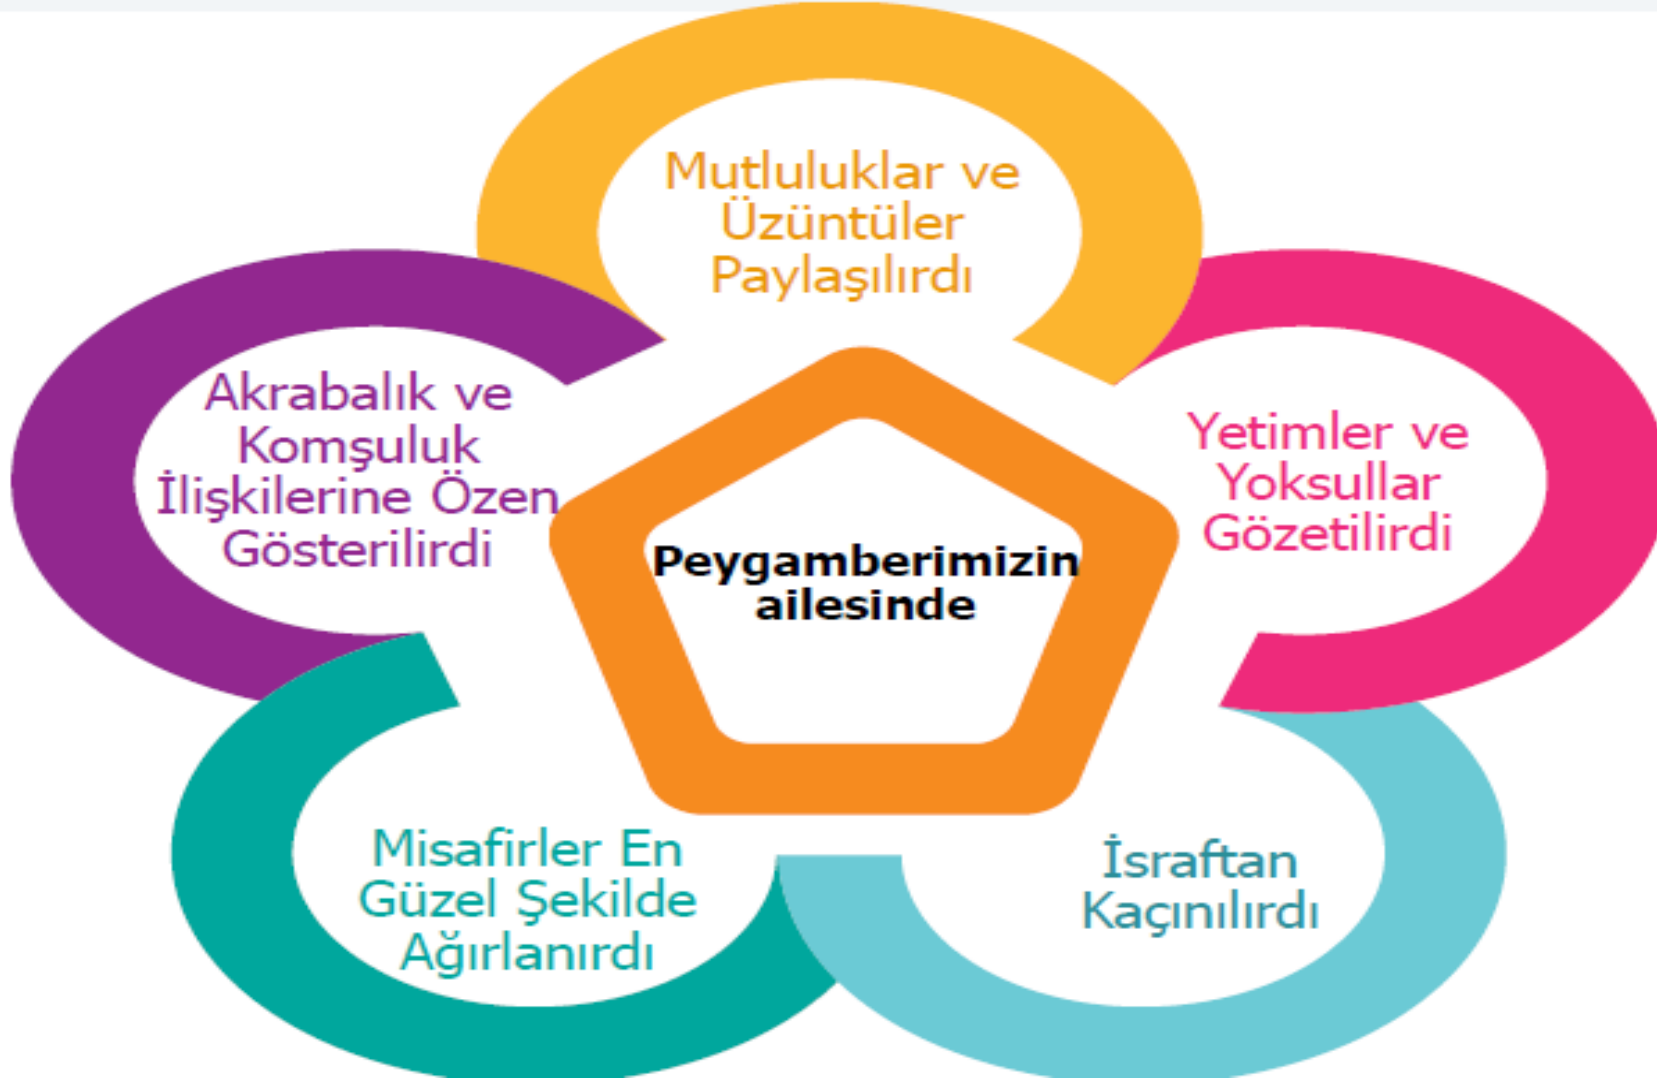 Mutluluklar ve
Üzüntüler
Paylaşılırdı
Akrabalık ve
Komşuluk
İlişkilerine Özen
Gösterilirdi
Yetimler ve
Yoksullar
Gözetilirdi
Peygamberimizin
ailesinde
Misafirler En
Güzel Şekilde
Ağırlanırdı
İsraftan
Kaçınılırdı